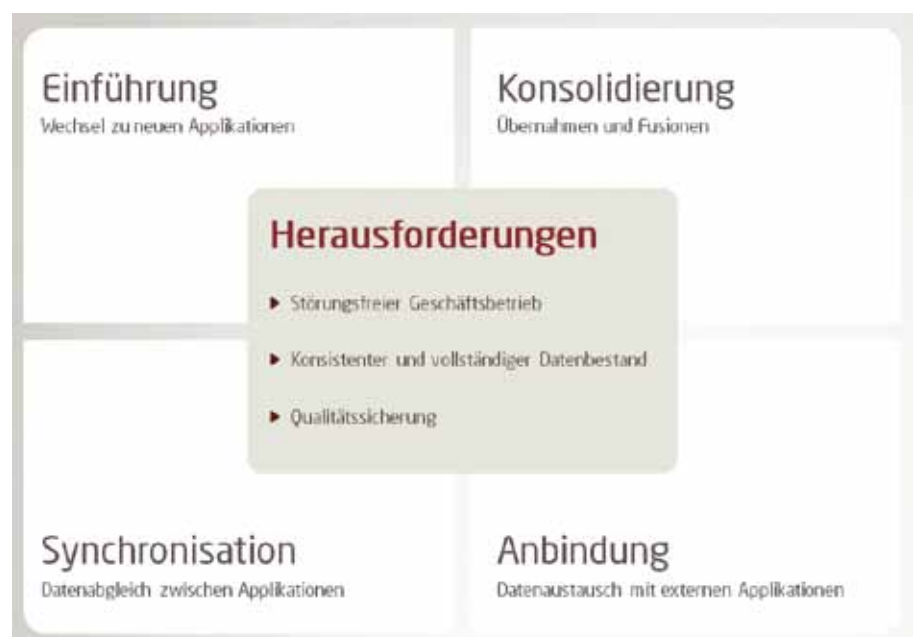 Einführung
Wechsel zu neuen Applikationen
Konsolidierung
Übernahmen und Fusionen
Herausforderungen
Störungsfreier Geschäftsbetrieb
Konsistenter und vollständiger Datenbestand
Qualitätssicherung
Synchronisation
Datenabgleich zwischen Applikationen
Anbindung
Datenaustausch mit externen Applikationen